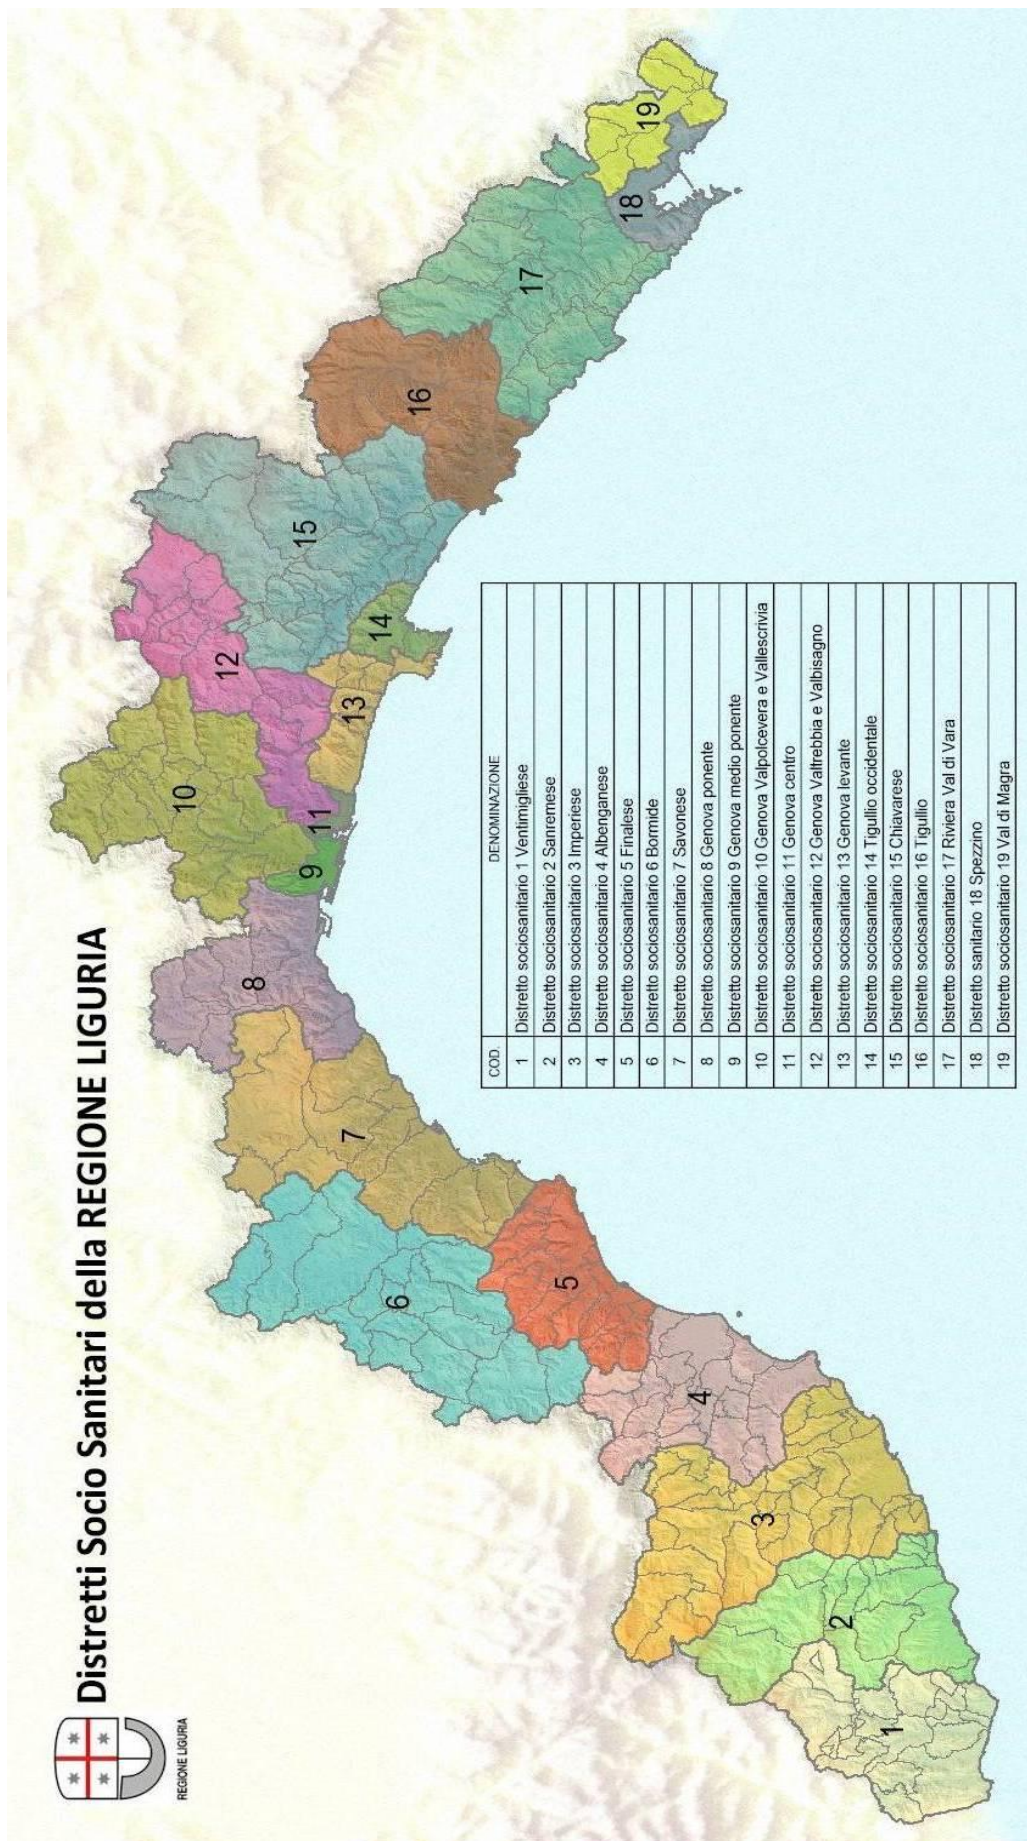 Distretti Socio Sanitari della REGIONE LIGURIA
REGIONE LIGURIA
1
2
3
4
5
6
7
8
9
10
11
12
13
14
15
16
17
18
19
COD. DENOMINAZIONE
1 Distretto sociosanitario 1 Ventimigliese
2 Distretto sociosanitario 2 Sanremese
3 Distretto sociosanitario 3 Imperiese
4 Distretto sociosanitario 4 Albenganese
5 Distretto sociosanitario 5 Finalese
6 Distretto sociosanitario 6 Bormide
7 Distretto sociosanitario 7 Savonese
8 Distretto sociosanitario 8 Genova ponente
9 Distretto sociosanitario 9 Genova medio ponente
10 Distretto sociosanitario 10 Genova Valpolcevera e Vallescrivia
11 Distretto sociosanitario 11 Genova centro
12 Distretto sociosanitario 12 Genova Valtrebbia e Valbisagno
13 Distretto sociosanitario 13 Genova levante
14 Distretto sociosanitario 14 Tigullio occidentale
15 Distretto sociosanitario 15 Chiavarese
16 Distretto sociosanitario 16 Tigullio
17 Distretto sociosanitario 17 Riviera Val di Vara
18 Distretto sanitario 18 Spezzino
19 Distretto sociosanitario 19 Val di Magra